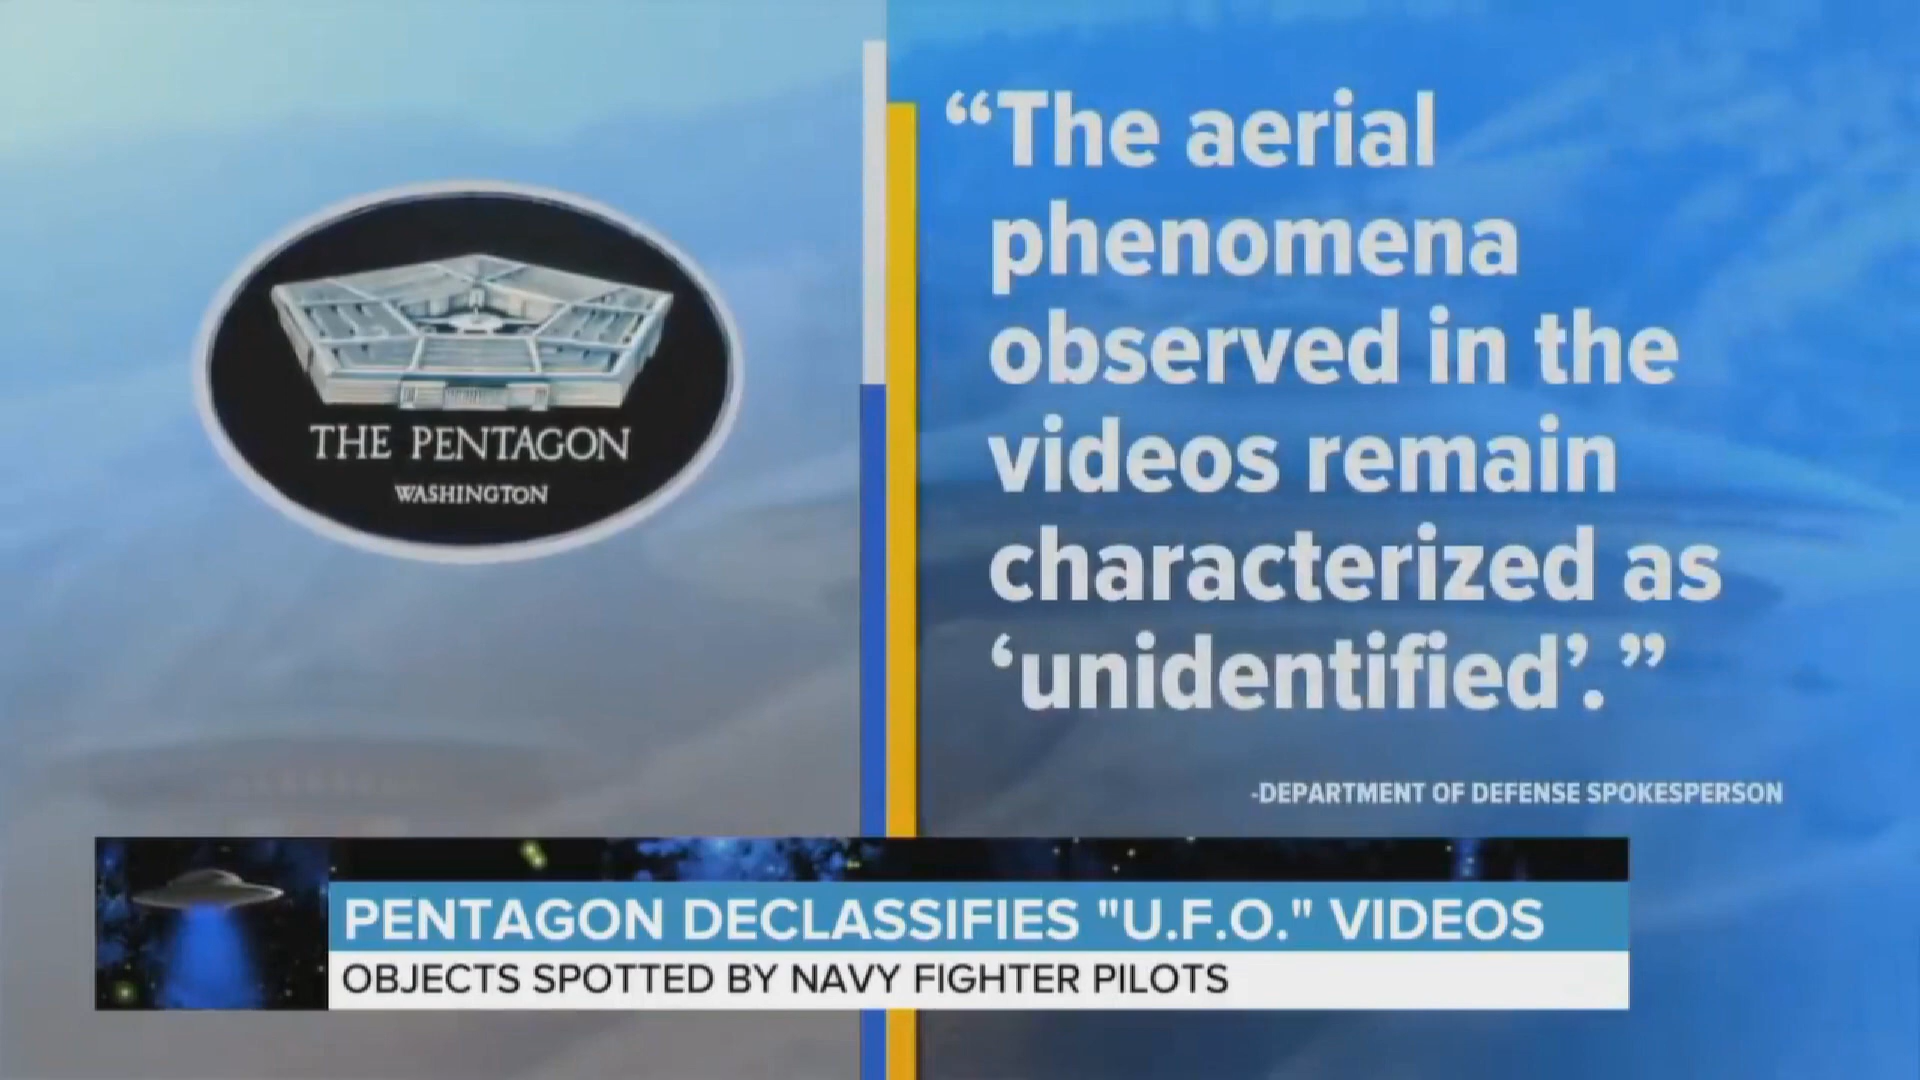 THE PENTAGON
WASHINGTON
“The aerial
phenomena
observed in the
videos remain
characterized as
‘unidentified’.”
-DEPARTMENT OF DEFENSE SPOKESPERSON
PENTAGON DECLASSIFIES "U.F.O." VIDEOS
OBJECTS SPOTTED BY NAVY FIGHTER PILOTS